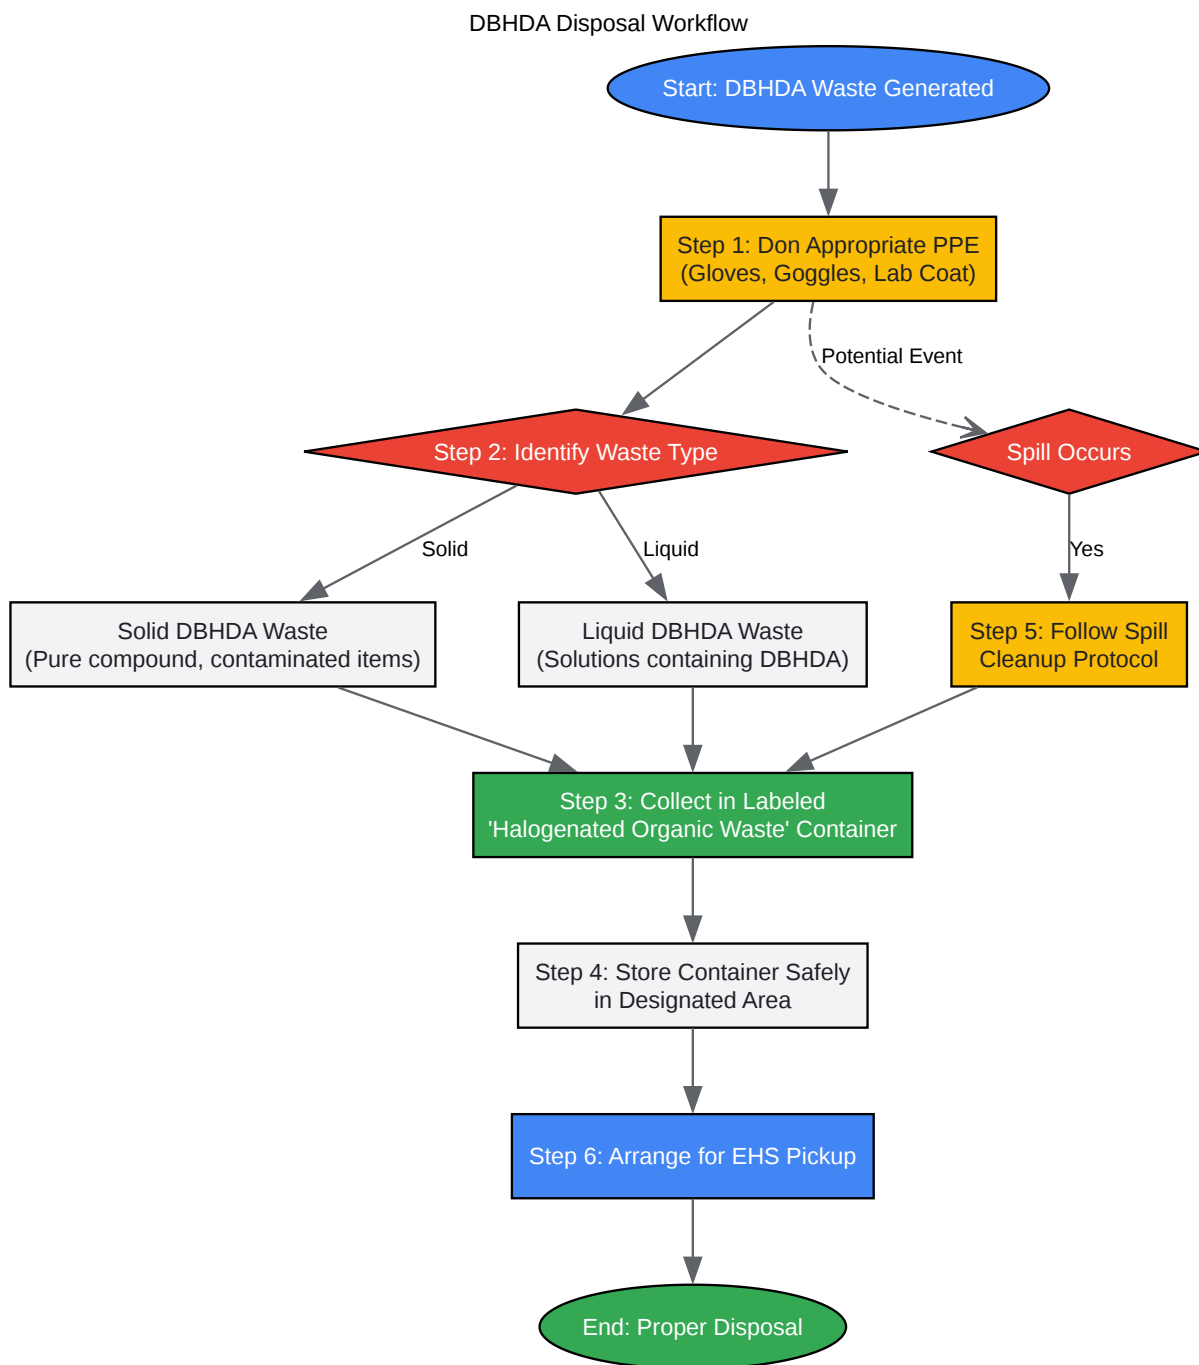 DBHDA Disposal Workflow
Start: DBHDA Waste Generated
Step 1: Don Appropriate PPE
(Gloves, Goggles, Lab Coat)
Potential Event
Step 2: Identify Waste Type
Spill Occurs
Solid
Liquid
Yes
Solid DBHDA Waste
(Pure compound, contaminated items)
Liquid DBHDA Waste
(Solutions containing DBHDA)
Step 5: Follow Spill
Cleanup Protocol
Step 3: Collect in Labeled
'Halogenated Organic Waste' Container
Step 4: Store Container Safely
in Designated Area
Step 6: Arrange for EHS Pickup
End: Proper Disposal